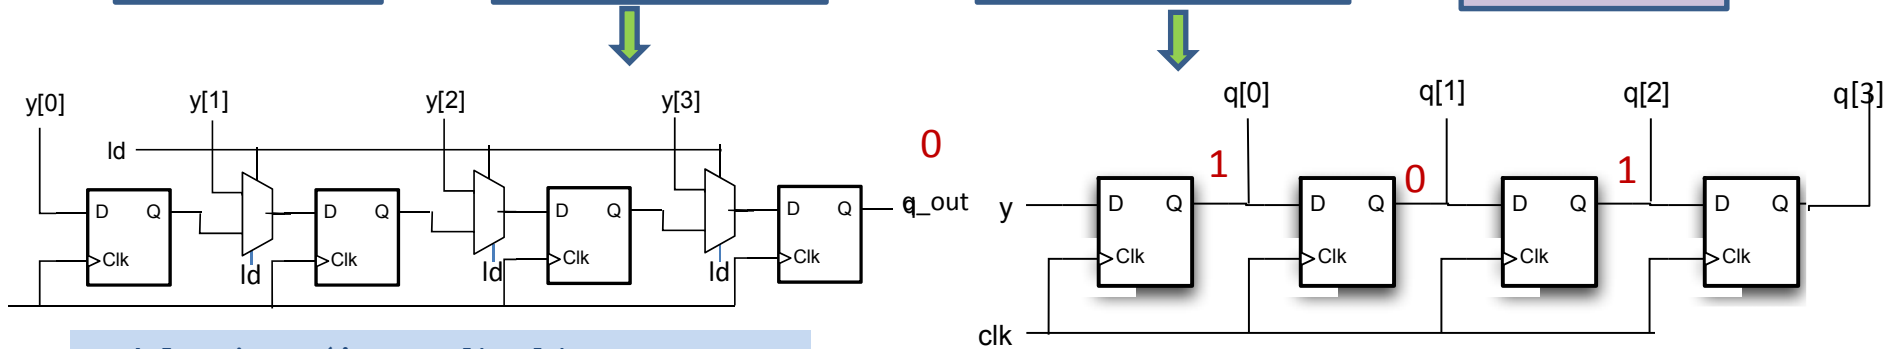 y[0] y[1] y[2] y[3]
ld
D Q D Q D Q D Q
Clk Clk Clk Clk
ld ld ld
0
q_out
q[0] q[1] q[2] q[3]
1 0 1
y
D Q D Q D Q D Q
Clk Clk Clk Clk
clk